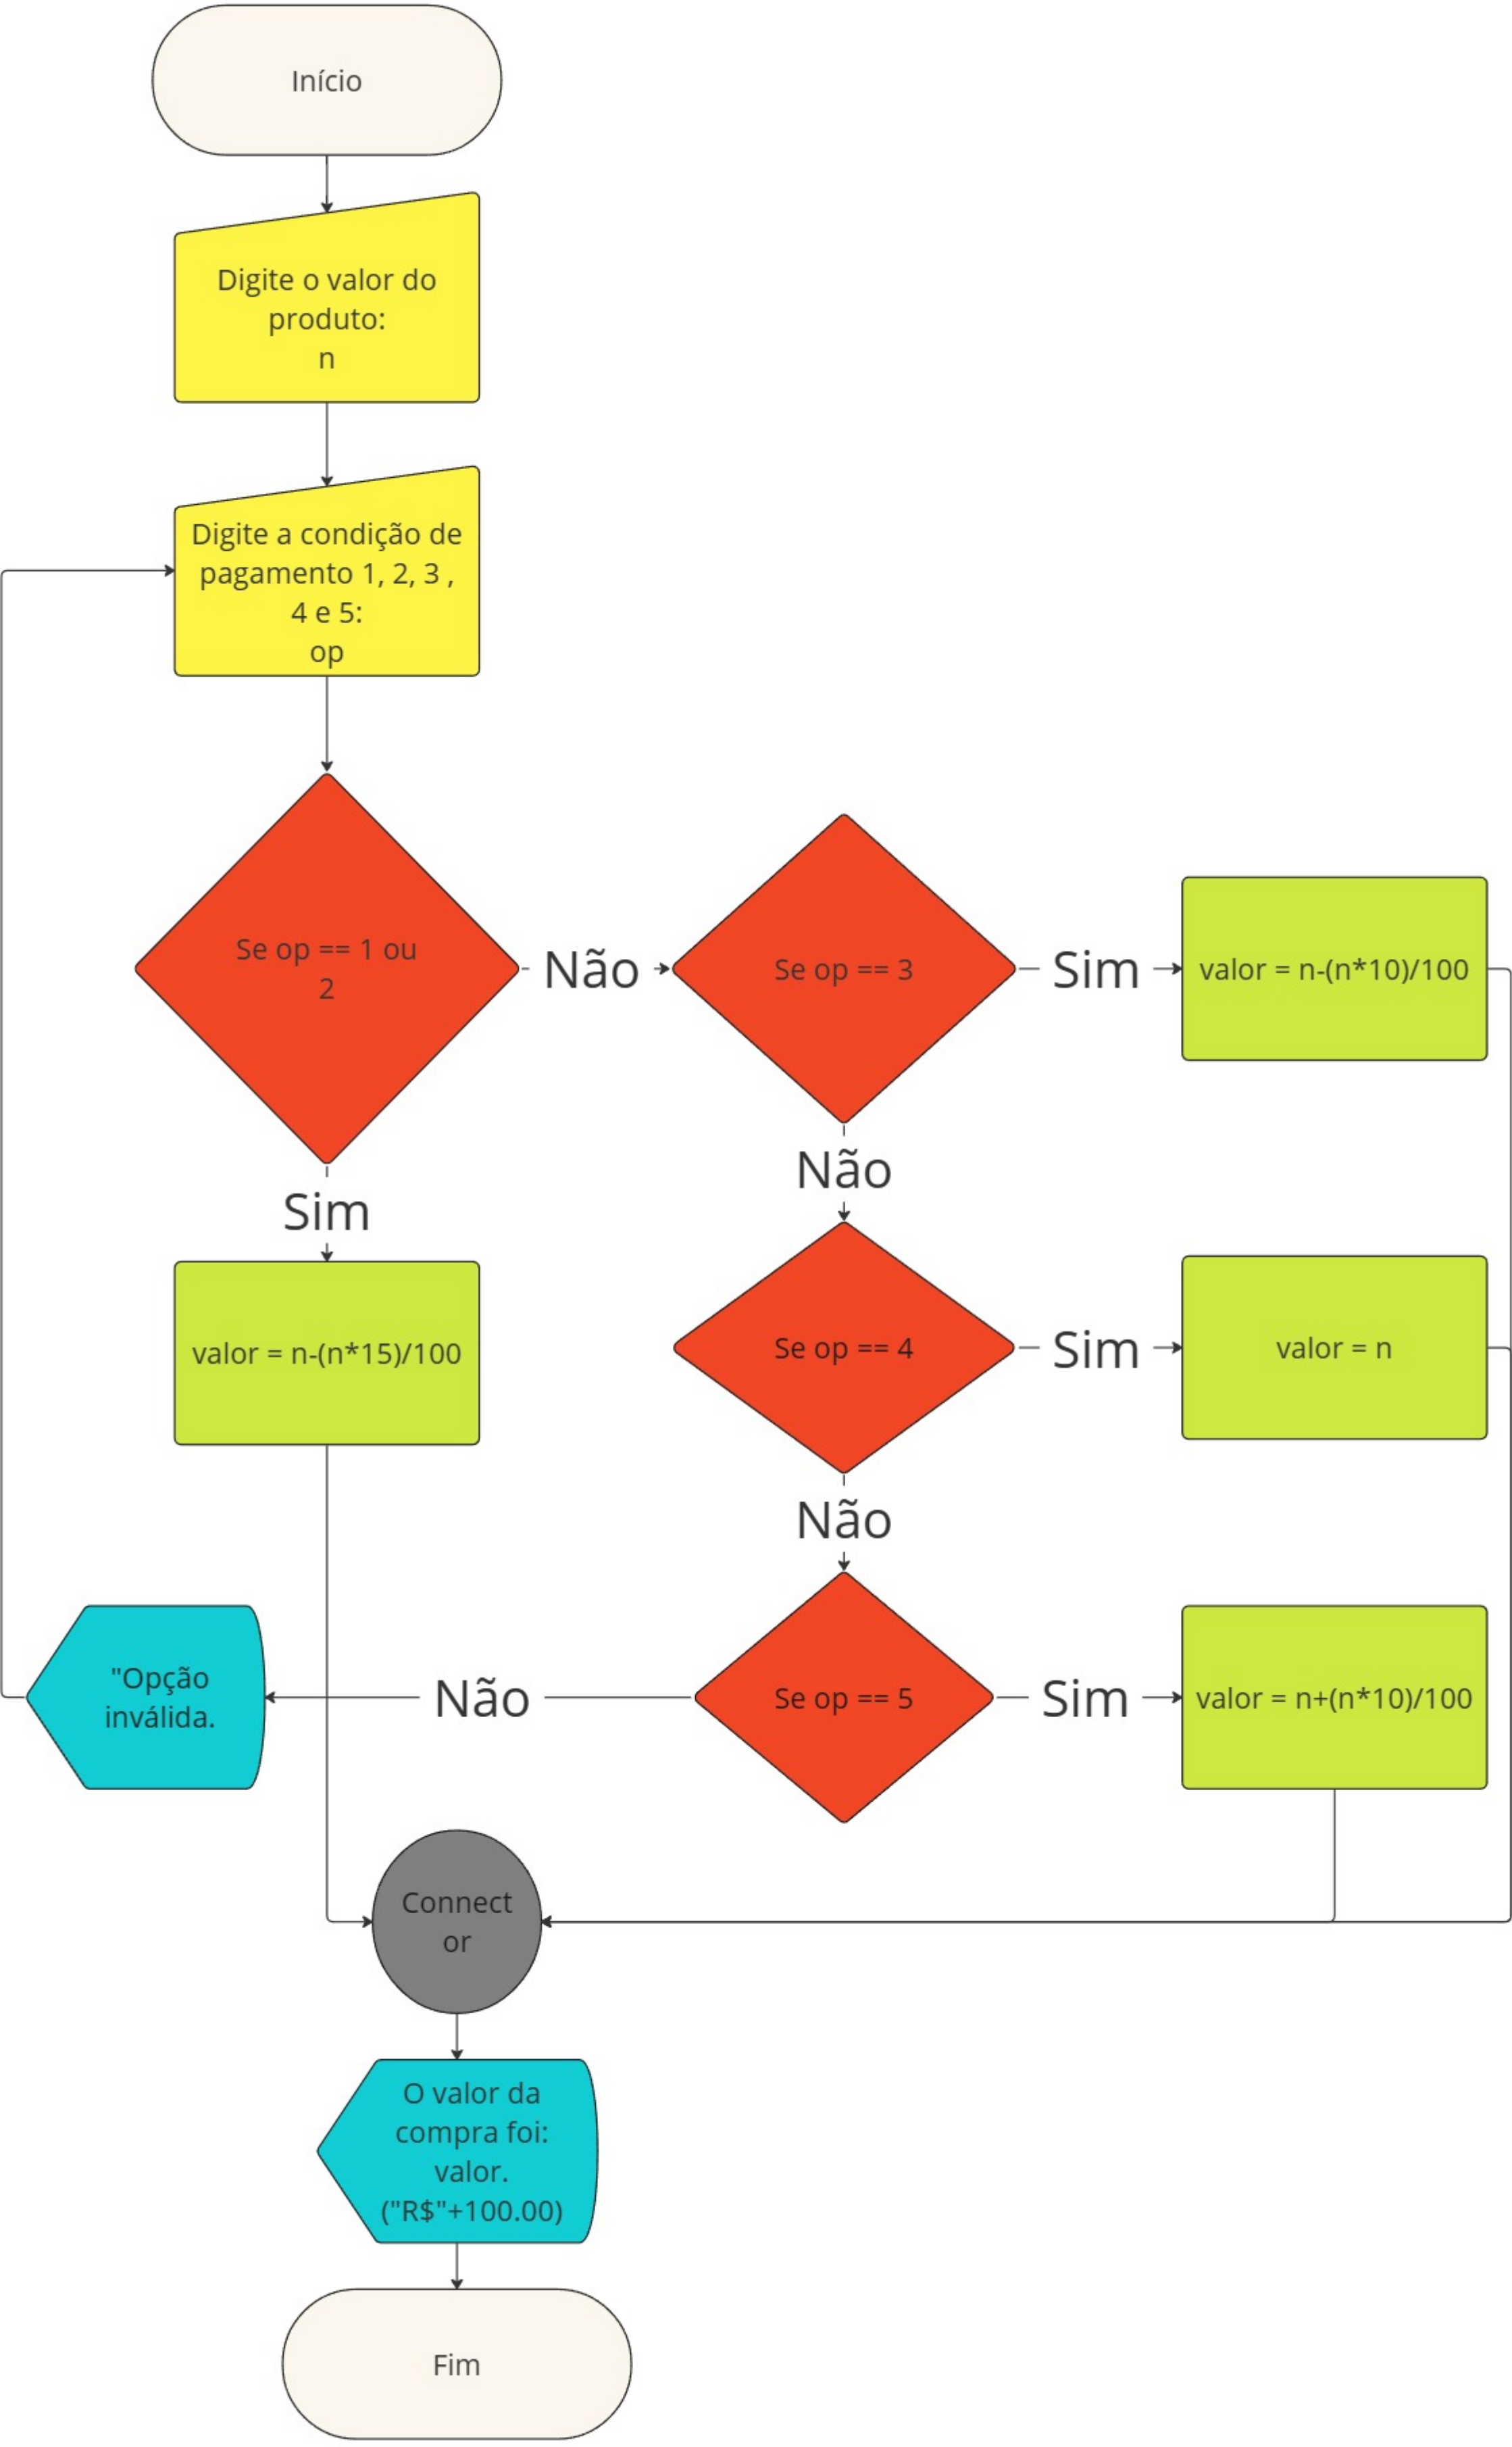 Início
Digite o valor do
produto:
n
Digite a condição de
pagamento 1, 2, 3 ,
4 e 5:
op
Se op == 1 ou
2
Não
Se op == 3
Sim
valor = n-(n*10)/100
Não
Sim
valor = n-(n*15)/100
Se op == 4
Sim
valor = n
Não
"Opção
inválida.
Não
Se op == 5
Sim
valor = n+(n*10)/100
Connect
or
O valor da
compra foi:
valor.
("R$"+100.00)
Fim